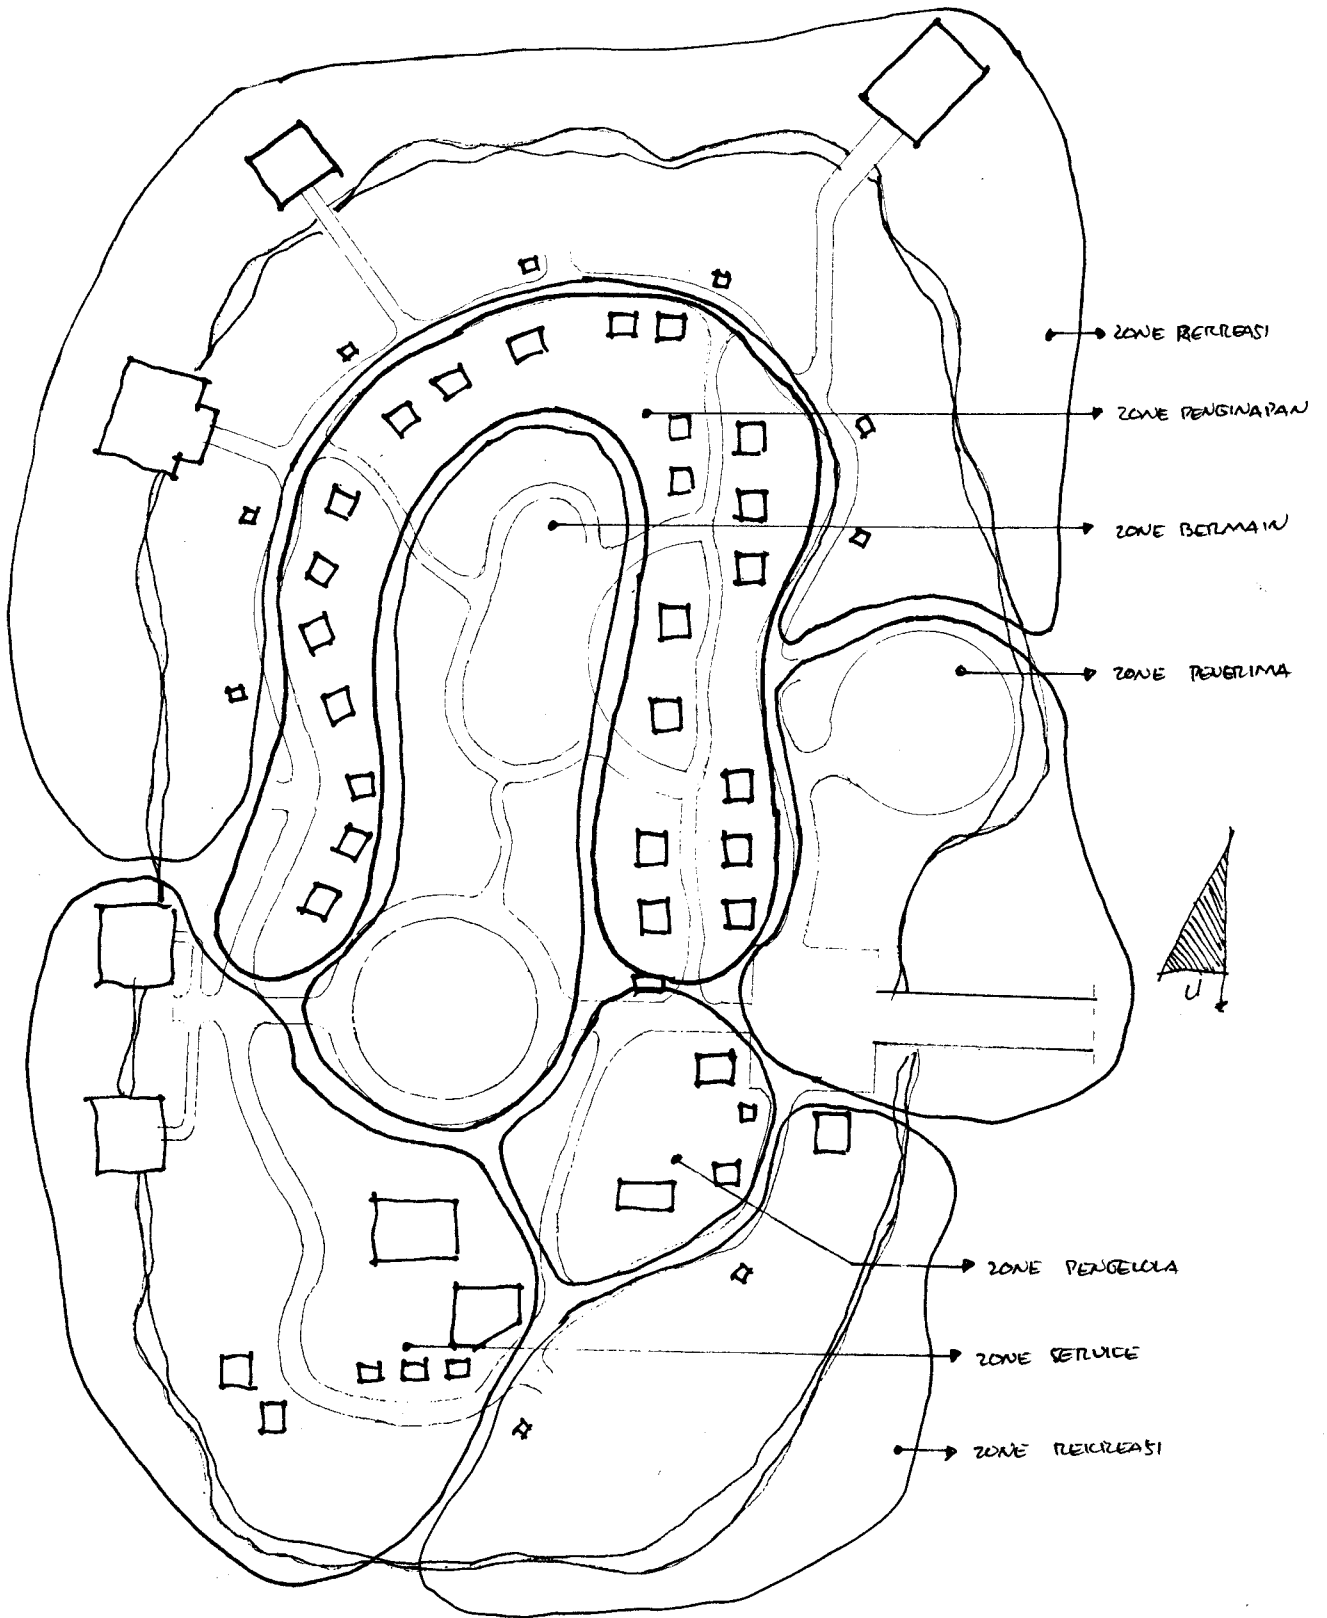 ZONE REKREASI
ZONE PENGINAPAN
ZONE BERMAIN
ZONE PENERIMA
U
ZONE PENGELOLA
ZONE SERVICE
ZONE REKREASI